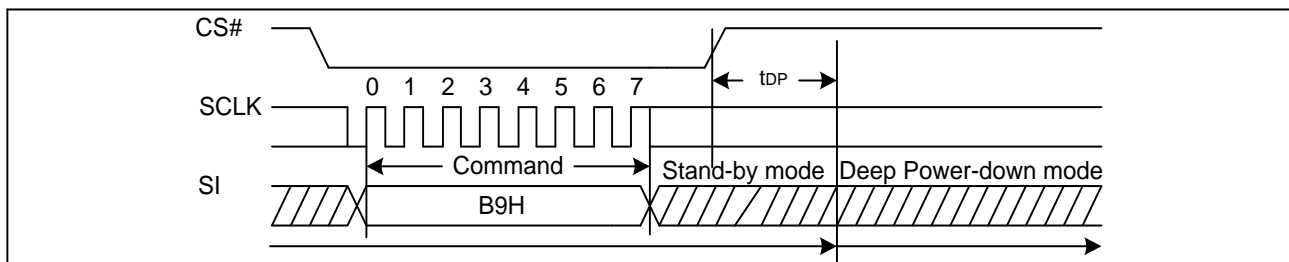 CS#
tDP
0 1 2 3 4 5 6 7
SCLK
Command
Stand-by mode Deep Power-down mode
SI
B9H